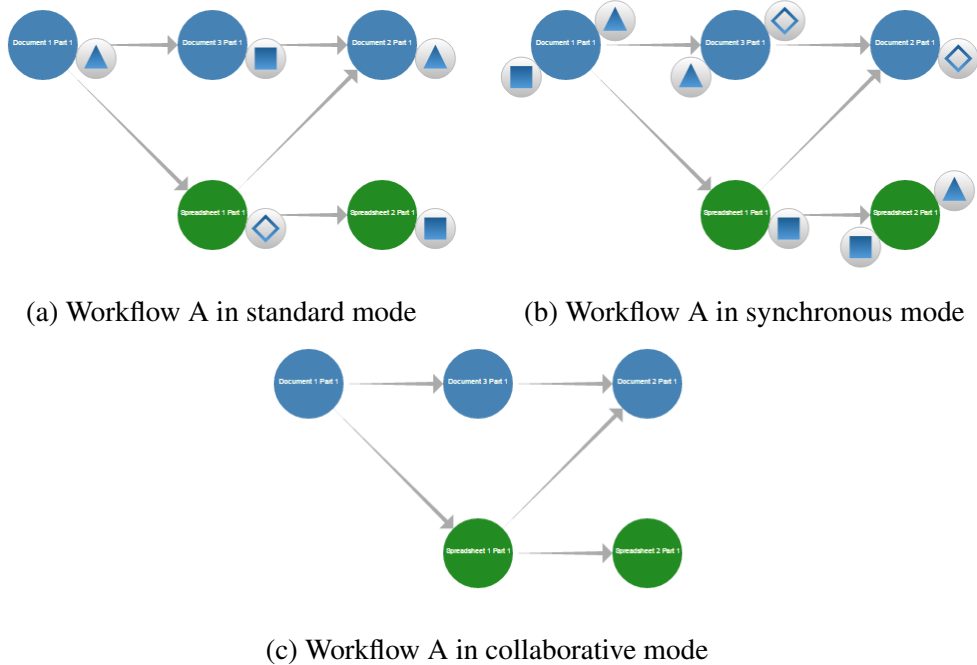 Document 1 Part 1
Document 3 Part 1
Document 2 Part 1
Spreadsheet 1 Part 1
Spreadsheet 2 Part 1
Document 1 Part 1
Document 3 Part 1
Document 2 Part 1
Spreadsheet 1 Part 1
Spreadsheet 2 Part 1
(a) Workflow A in standard mode
(b) Workflow A in synchronous mode
Document 1 Part 1
Document 3 Part 1
Document 2 Part 1
Spreadsheet 1 Part 1
Spreadsheet 2 Part 1
(c) Workflow A in collaborative mode